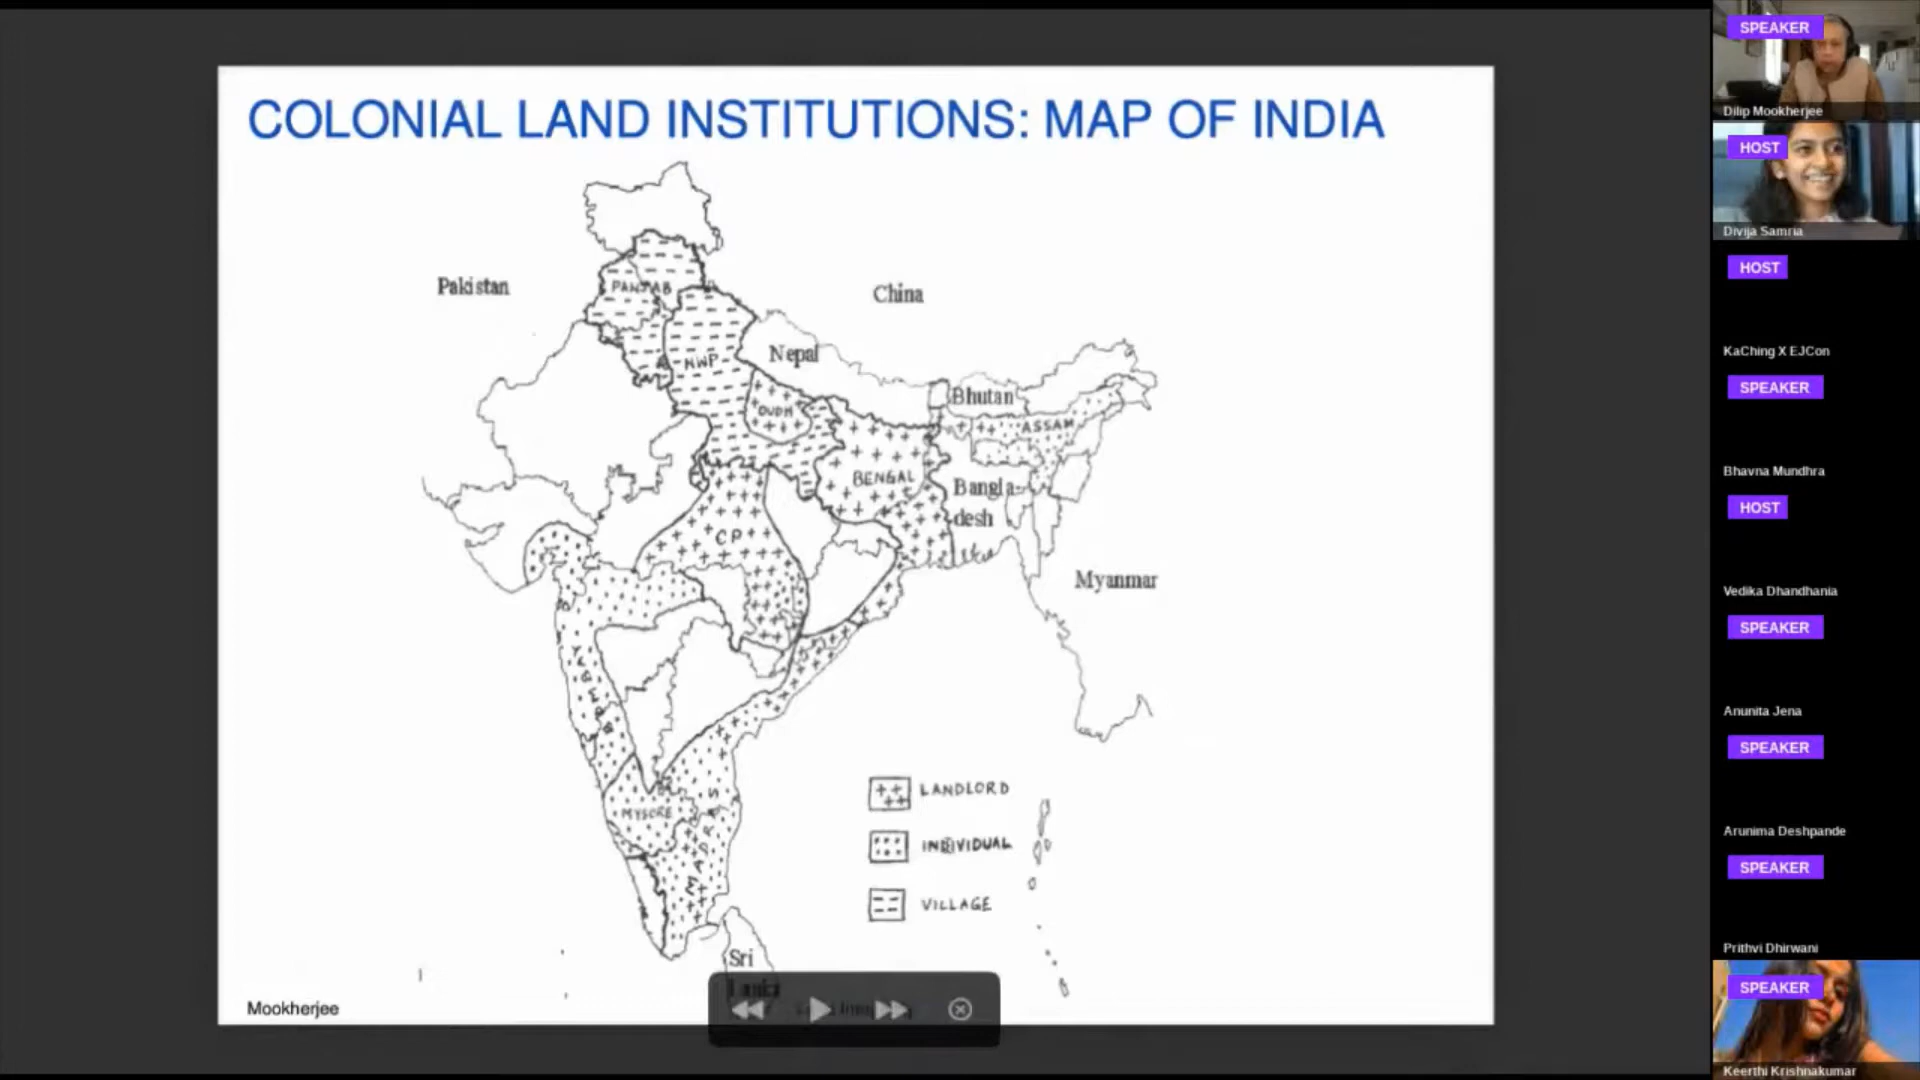 COLONIAL LAND INSTITUTIONS: MAP OF INDIA
Pakistan
PANJAB
China
NWP
Nepal
OUDH
Bhutan
ASSAM
BENGAL
Bangla-
desh
CP
Myanmar
BOMBAY
MYSORE
MADRAS
LANDLORD
INDIVIDUAL
VILLAGE
Sri
Lanka
Mookherjee
SPEAKER
Dilip Mookherjee
HOST
Divija Samria
HOST
KaChing X EJCon
SPEAKER
Bhavna Mundhra
HOST
Vedika Dhandhania
SPEAKER
Anunita Jena
SPEAKER
Arunima Deshpande
SPEAKER
Prithvi Dhirwani
SPEAKER
Keerthi Krishnakumar